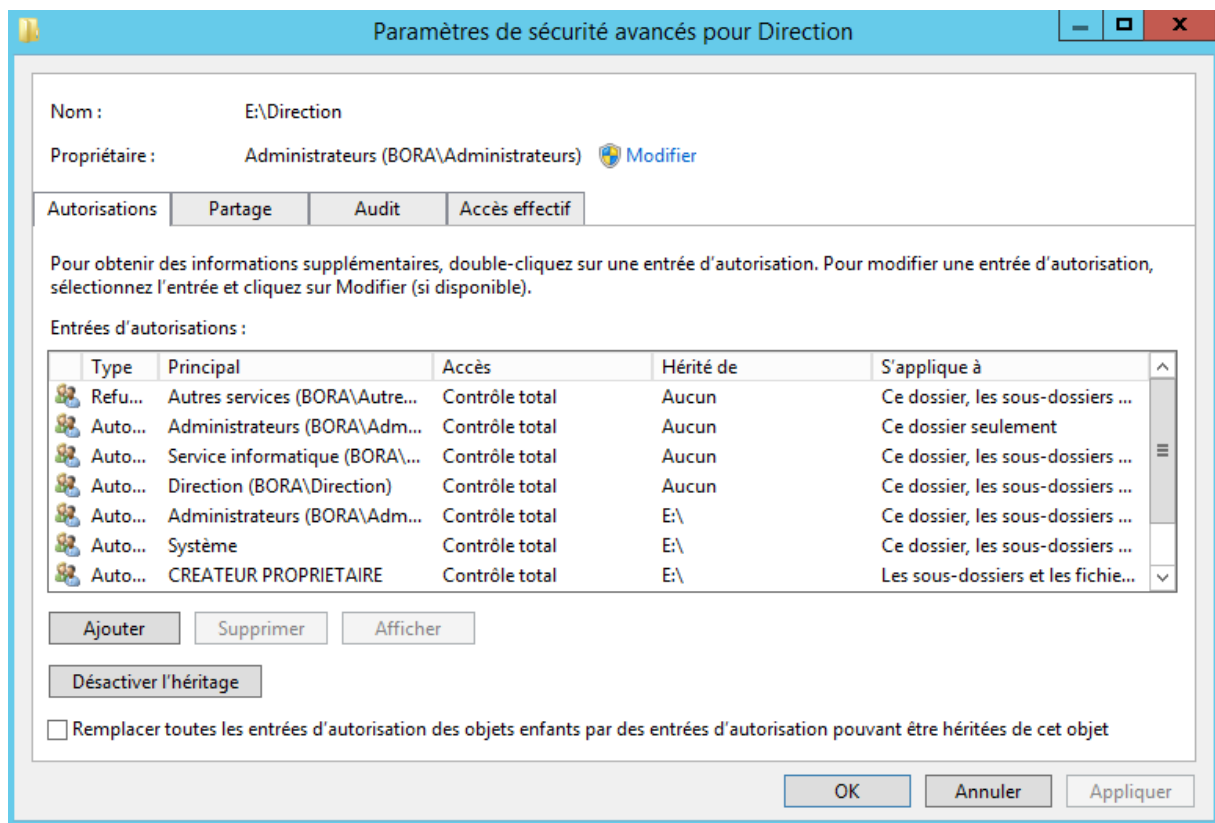 Paramètres de sécurité avancés pour Direction
Nom : E:\Direction
Propriétaire : Administrateurs (BORA\Administrateurs) Modifier
Autorisations Partage Audit Accès effectif
Pour obtenir des informations supplémentaires, double-cliquez sur une entrée d'autorisation. Pour modifier une entrée d'autorisation,
sélectionnez l'entrée et cliquez sur Modifier (si disponible).
Entrées d'autorisations :
Type Principal Accès Hérité de S'applique à
Refu... Autres services (BORA\Autre... Contrôle total Aucun Ce dossier, les sous-dossiers ...
Auto... Administrateurs (BORA\Adm... Contrôle total Aucun Ce dossier seulement
Auto... Service informatique (BORA\... Contrôle total Aucun Ce dossier, les sous-dossiers ...
Auto... Direction (BORA\Direction) Contrôle total Aucun Ce dossier, les sous-dossiers ...
Auto... Administrateurs (BORA\Adm... Contrôle total E:\ Ce dossier, les sous-dossiers ...
Auto... Système Contrôle total E:\ Ce dossier, les sous-dossiers ...
Auto... CREATEUR PROPRIETAIRE Contrôle total E:\ Les sous-dossiers et les fichie...
Ajouter Supprimer Afficher
Désactiver l'héritage
Remplacer toutes les entrées d'autorisation des objets enfants par des entrées d'autorisation pouvant être héritées de cet objet
OK Annuler Appliquer